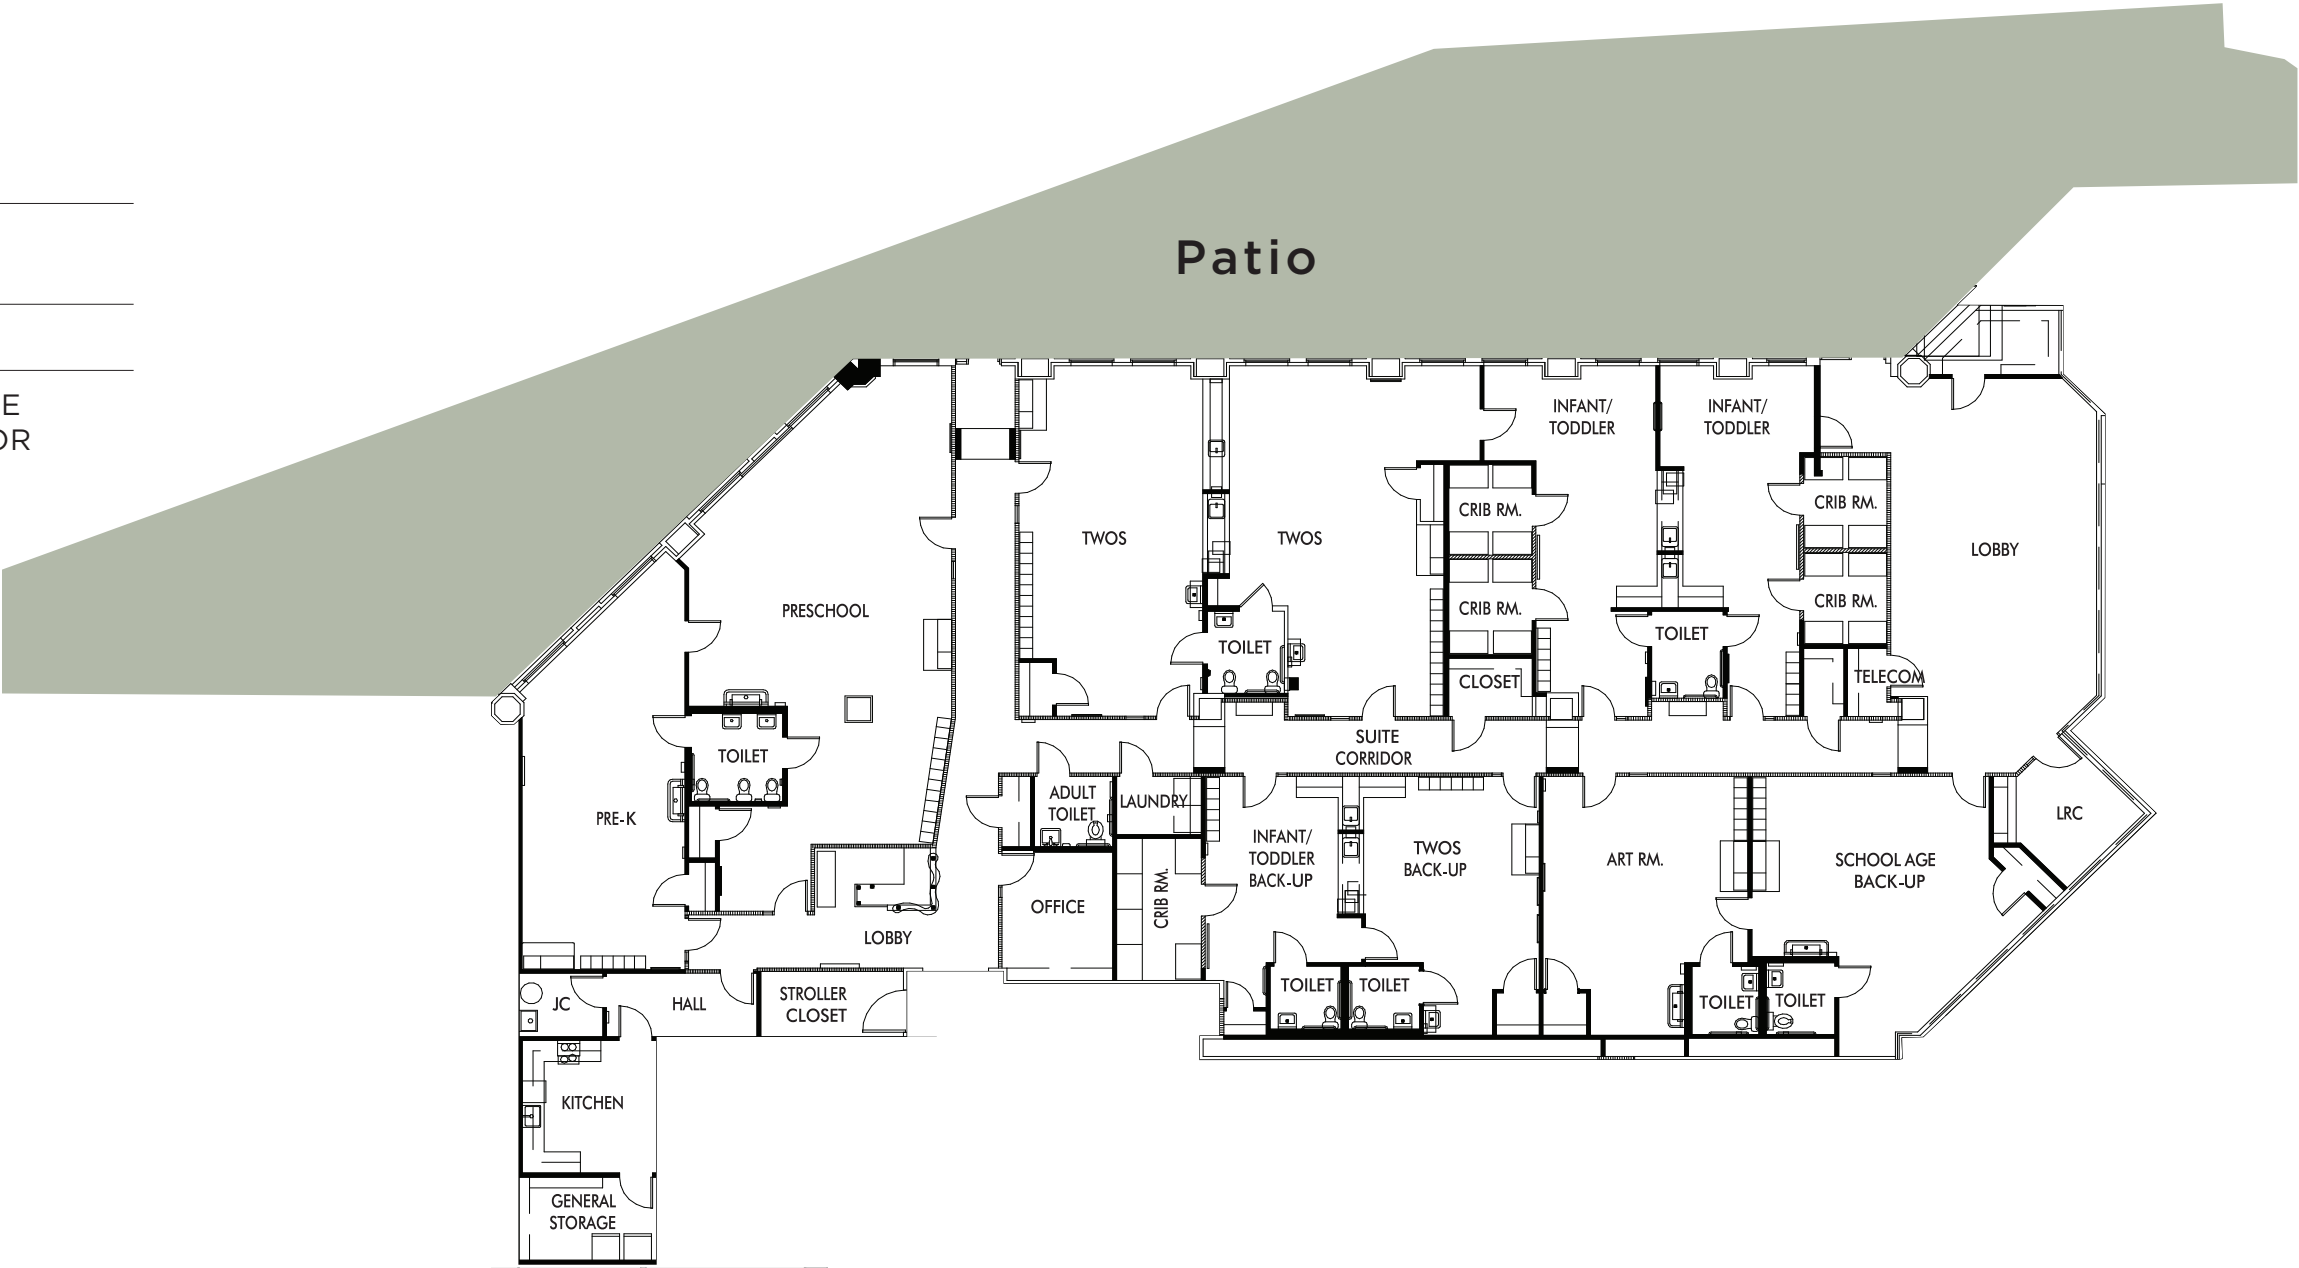 E
OR
Patio
INFANT/
TODDLER
INFANT/
TODDLER
CRIB RM.
CRIB RM.
TWOS
TWOS
LOBBY
CRIB RM.
CRIB RM.
PRESCHOOL
TOILET
TOILET
CLOSET
TELECOM
SUITE
CORRIDOR
TOILET
PRE-K
ADULT
TOILET
LAUNDRY
INFANT/
TODDLER
BACK-UP
TWOS
BACK-UP
ART RM.
SCHOOL AGE
BACK-UP
LRC
OFFICE
CRIB RM.
LOBBY
JC
HALL
STROLLER
CLOSET
TOILET
TOILET
TOILET
TOILET
KITCHEN
GENERAL
STORAGE